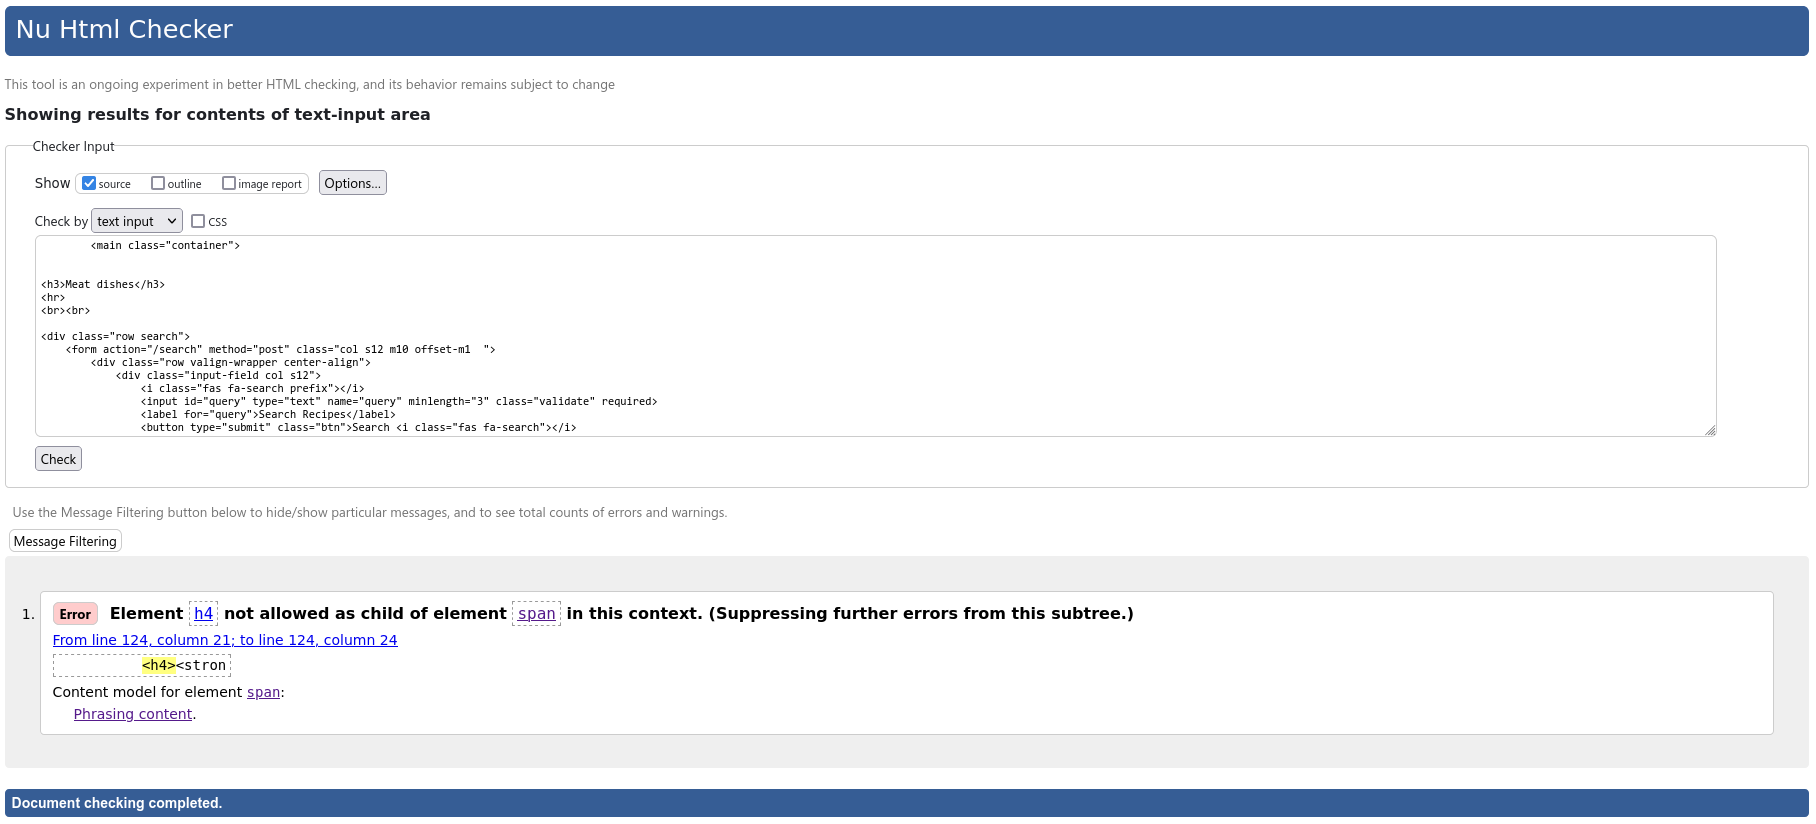 Nu Html Checker
This tool is an ongoing experiment in better HTML checking, and its behavior remains subject to change
Showing results for contents of text-input area
Checker Input
Show source outline image report Options...
Check by text input CSS
<main class="container">
<h3>Meat dishes</h3>
<hr>
<br><br>
<div class="row search">
<form action="/search" method="post" class="col s12 m10 offset-m1  ">
<div class="row valign-wrapper center-align">
<div class="input-field col s12">
<i class="fas fa-search prefix"></i>
<input id="query" type="text" name="query" minlength="3" class="validate" required>
<label for="query">Search Recipes</label>
<button type="submit" class="btn">Search <i class="fas fa-search"></i>
Check
Use the Message Filtering button below to hide/show particular messages, and to see total counts of errors and warnings.
Message Filtering
1. Error Element h4 not allowed as child of element span in this context. (Suppressing further errors from this subtree.)
From line 124, column 21; to line 124, column 24
<h4><stron
Content model for element span:
Phrasing content.
Document checking completed.